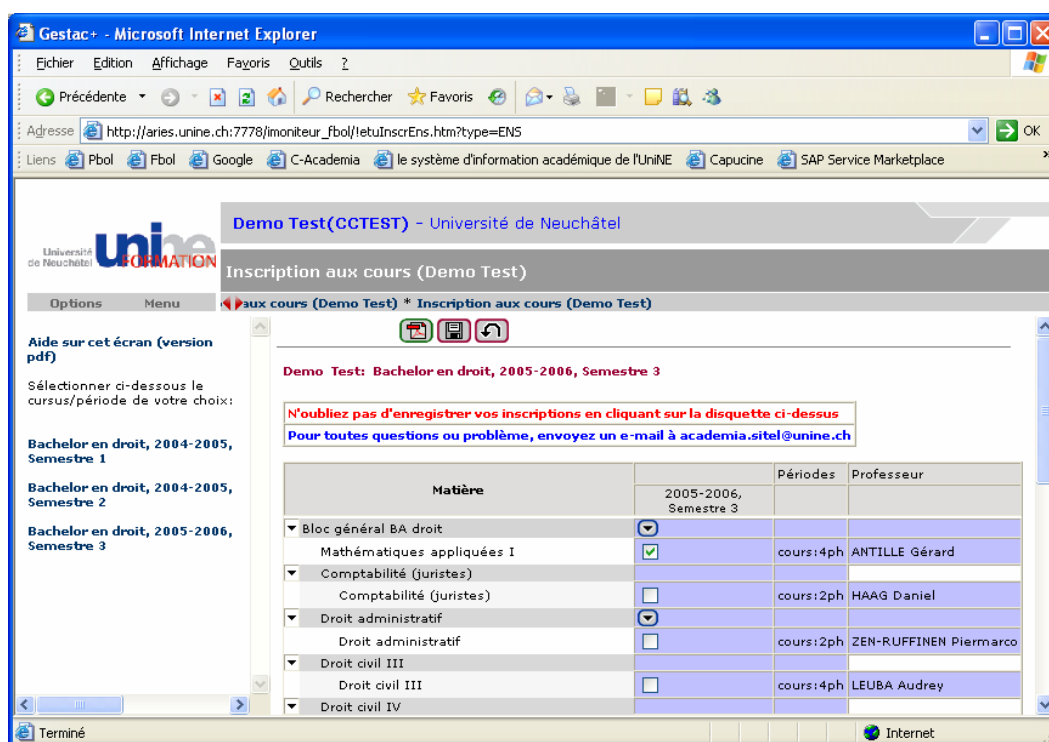 Gestac+ - Microsoft Internet Explorer
Fichier Edition Affichage Favoris Outils ?
Précédente Rechercher Favoris
Adresse http://aries.unine.ch:7778/imoniteur_fbol/!etuInscrEns.htm?type=ENS OK
Liens Pbol Fbol Google C-Academia le système d'information académique de l'UniNE Capucine SAP Service Marketplace »
Demo Test(CCTEST) - Université de Neuchâtel
Université de Neuchâtel unine FORMATION
Inscription aux cours (Demo Test)
Options Menu aux cours (Demo Test) * Inscription aux cours (Demo Test)
Aide sur cet écran (version pdf)
Sélectionner ci-dessous le cursus/période de votre choix:
Bachelor en droit, 2004-2005, Semestre 1
Bachelor en droit, 2004-2005, Semestre 2
Bachelor en droit, 2005-2006, Semestre 3
Demo Test: Bachelor en droit, 2005-2006, Semestre 3
N'oubliez pas d'enregistrer vos inscriptions en cliquant sur la disquette ci-dessus
Pour toutes questions ou problème, envoyez un e-mail à academia.sitel@unine.ch
Matière 2005-2006, Semestre 3 Périodes Professeur
Bloc général BA droit
Mathématiques appliquées I cours:4ph ANTILLE Gérard
Comptabilité (juristes)
Comptabilité (juristes) cours:2ph HAAG Daniel
Droit administratif
Droit administratif cours:2ph ZEN-RUFFINEN Piermarco
Droit civil III
Droit civil III cours:4ph LEUBA Audrey
Droit civil IV
Terminé Internet